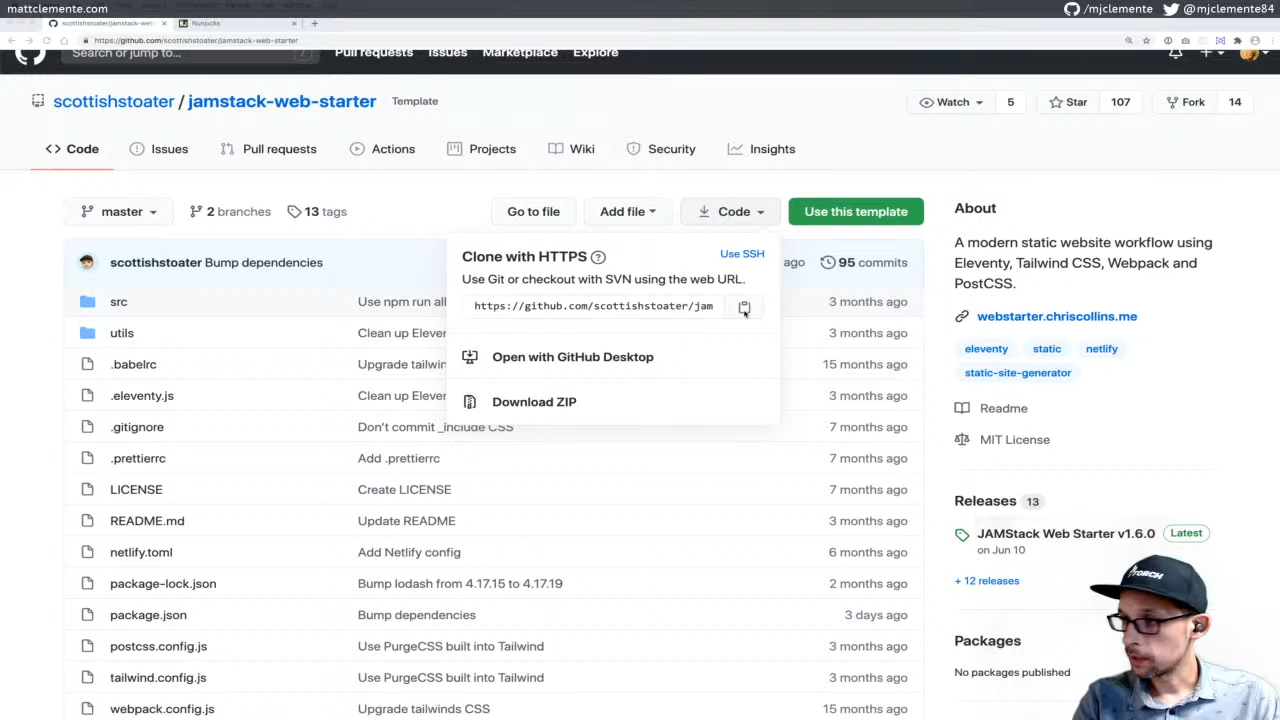 mattclemente.com
/mjclemente
@mjclemente84
scottishstoater/jamstack-web-
Nunjucks
https://github.com/scottishstoater/jamstack-web-starter
Search or jump to...
Pull requests Issues Marketplace Explore
scottishstoater / jamstack-web-starter Template
Watch 5
Star 107
Fork 14
Code
Issues
Pull requests
Actions
Projects
Wiki
Security
Insights
master
2 branches
13 tags
Go to file
Add file
Code
Use this template
scottishstoater Bump dependencies
ago
95 commits
Clone with HTTPS
Use SSH
Use Git or checkout with SVN using the web URL.
https://github.com/scottishstoater/jam
Open with GitHub Desktop
Download ZIP
src Use npm run all 3 months ago
utils Clean up Elever 3 months ago
.babelrc Upgrade tailwin 15 months ago
.eleventy.js Clean up Elever 3 months ago
.gitignore Don't commit _include CSS 7 months ago
.prettierrc Add .prettierrc 7 months ago
LICENSE Create LICENSE 7 months ago
README.md Update README 3 months ago
netlify.toml Add Netlify config 6 months ago
package-lock.json Bump lodash from 4.17.15 to 4.17.19 2 months ago
package.json Bump dependencies 3 days ago
postcss.config.js Use PurgeCSS built into Tailwind 3 months ago
tailwind.config.js Use PurgeCSS built into Tailwind 3 months ago
webpack.config.js Upgrade tailwinds CSS 15 months ago
About
A modern static website workflow using
Eleventy, Tailwind CSS, Webpack and
PostCSS.
webstarter.chriscollins.me
eleventy static netlify
static-site-generator
Readme
MIT License
Releases 13
JAMStack Web Starter v1.6.0 Latest
on Jun 10
+ 12 releases
Packages
No packages published
TORCH